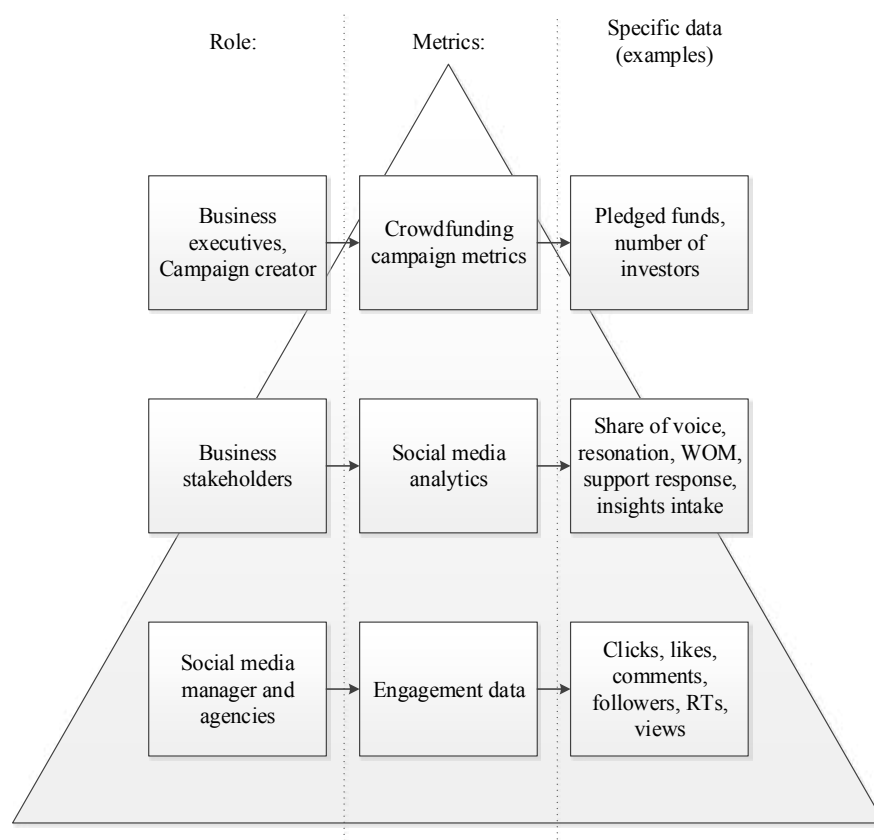 Role:
Metrics:
Specific data
(examples)
Business
executives,
Campaign creator
Crowdfunding
campaign metrics
Pledged funds,
number of
investors
Business
stakeholders
Social media
analytics
Share of voice,
resonation, WOM,
support response,
insights intake
Social media
manager and
agencies
Engagement data
Clicks, likes,
comments,
followers, RTs,
views